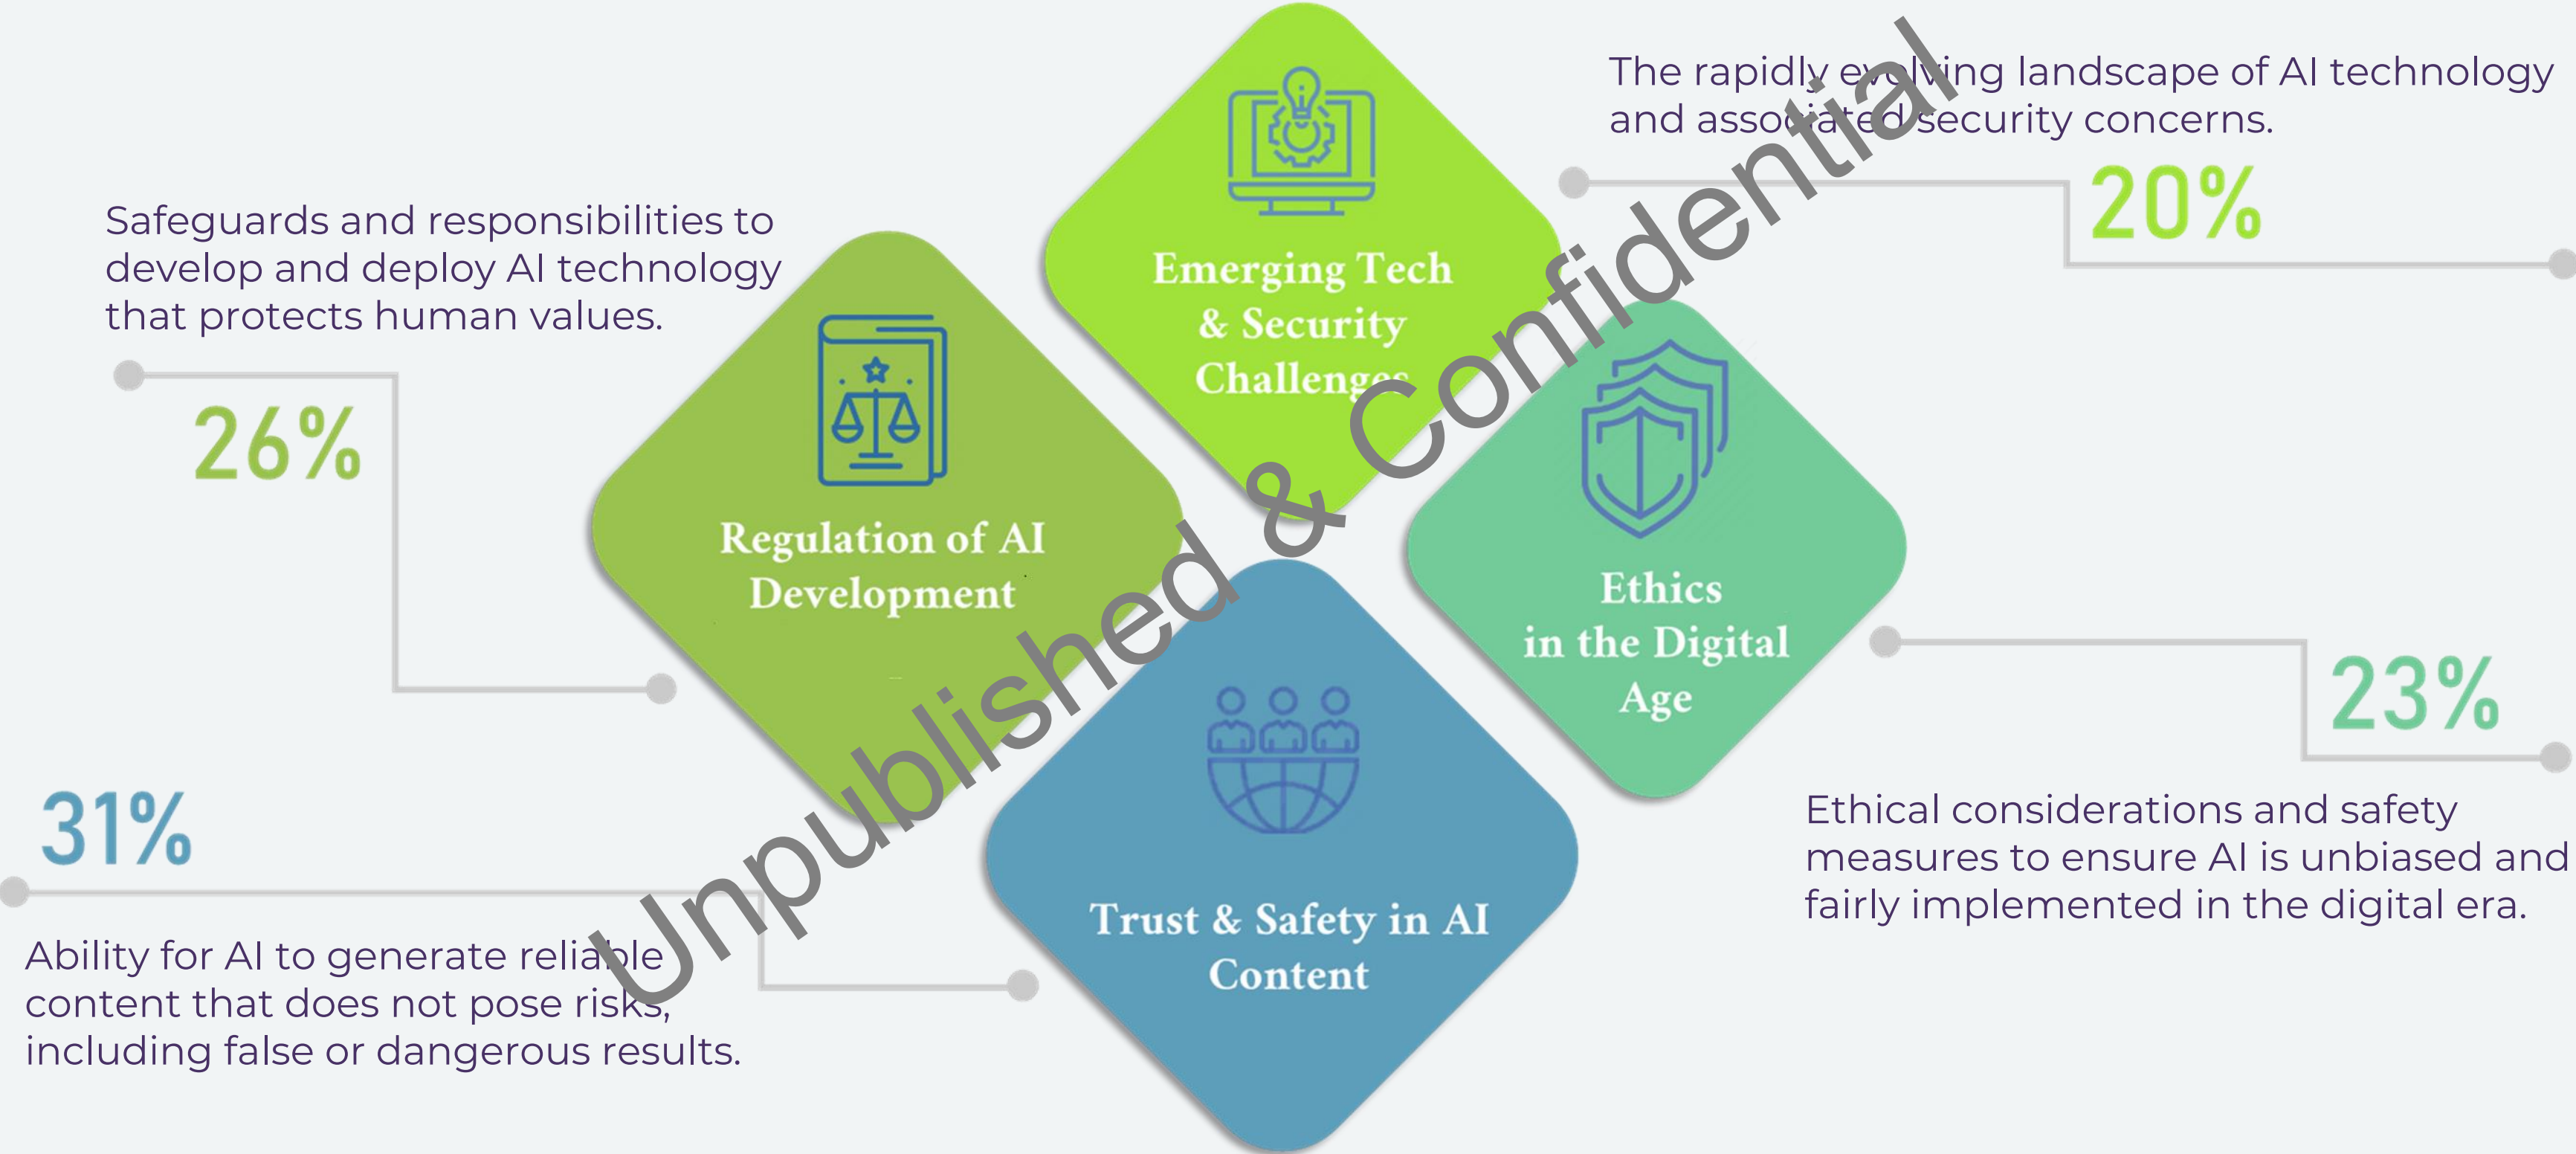 The rapidly evolving landscape of AI technology
and associated security concerns.
20%
Safeguards and responsibilities to
develop and deploy AI technology
that protects human values.
26%
Emerging Tech
& Security
Challenges
Regulation of AI
Development
Ethics
in the Digital
Age
23%
Ethical considerations and safety
measures to ensure AI is unbiased and
fairly implemented in the digital era.
31%
Ability for AI to generate reliable
content that does not pose risks,
including false or dangerous results.
Trust & Safety in AI
Content
Unpublished & Confidential